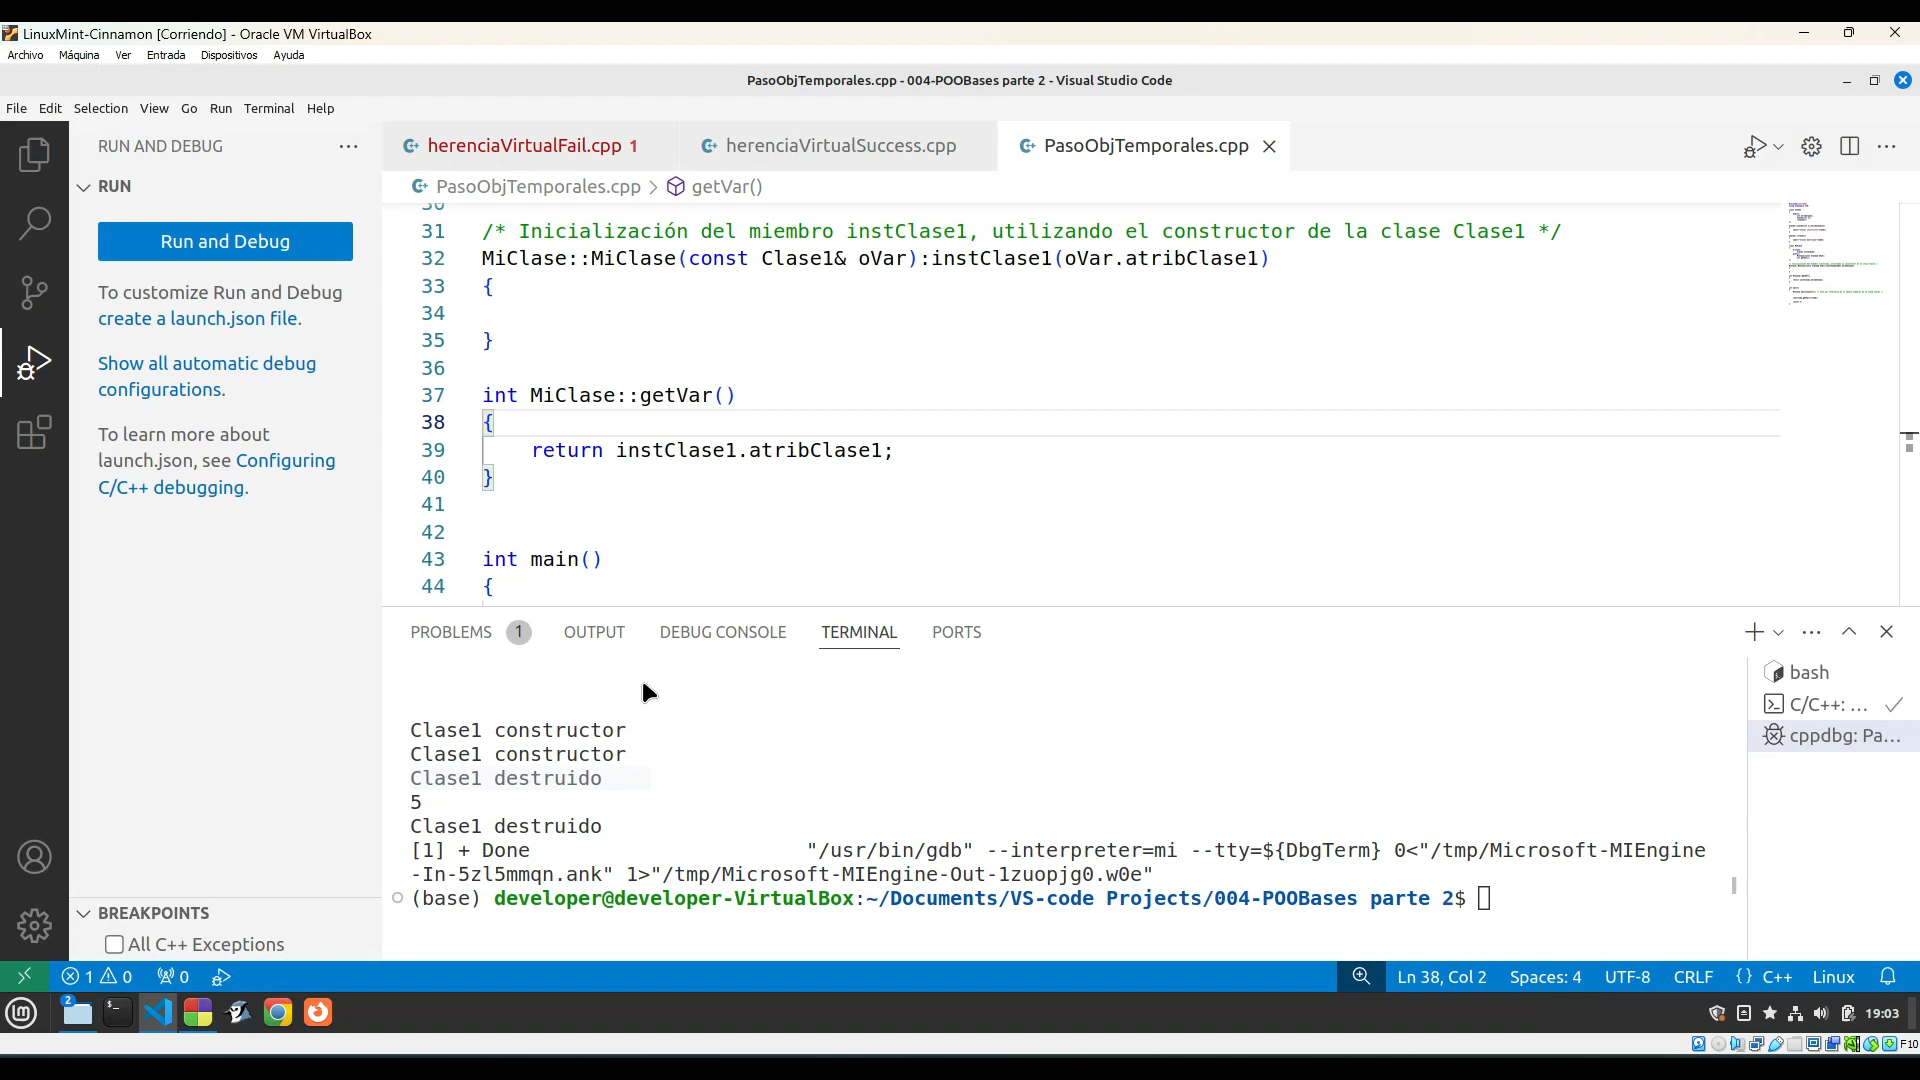 LinuxMint-Cinnamon [Corriendo] - Oracle VM VirtualBox
Archivo Máquina Ver Entrada Dispositivos Ayuda
PasoObjTemporales.cpp - 004-POOBases parte 2 - Visual Studio Code
File Edit Selection View Go Run Terminal Help
RUN AND DEBUG
herenciaVirtualFail.cpp 1
herenciaVirtualSuccess.cpp
PasoObjTemporales.cpp
RUN
PasoObjTemporales.cpp > getVar()
Run and Debug
To customize Run and Debug
create a launch.json file.
Show all automatic debug
configurations.
To learn more about
launch.json, see Configuring
C/C++ debugging.
30
31 /* Inicialización del miembro instClase1, utilizando el constructor de la clase Clase1 */
32 MiClase::MiClase(const Clase1& oVar):instClase1(oVar.atribClase1)
33 {
34
35 }
36
37 int MiClase::getVar()
38 {
39 return instClase1.atribClase1;
40 }
41
42
43 int main()
44 {
PROBLEMS 1 OUTPUT DEBUG CONSOLE TERMINAL PORTS
bash
C/C++: ...
cppdbg: Pa...
Clase1 constructor
Clase1 constructor
Clase1 destruido
5
Clase1 destruido
[1] + Done "/usr/bin/gdb" --interpreter=mi --tty=${DbgTerm} 0<"/tmp/Microsoft-MIEngine
-In-5zl5mmqn.ank" 1>"/tmp/Microsoft-MIEngine-Out-1zuopjg0.w0e"
(base) developer@developer-VirtualBox:~/Documents/VS-code Projects/004-POOBases parte 2$
BREAKPOINTS
All C++ Exceptions
1 0 0 Ln 38, Col 2 Spaces: 4 UTF-8 CRLF {} C++ Linux
2
19:03
F10